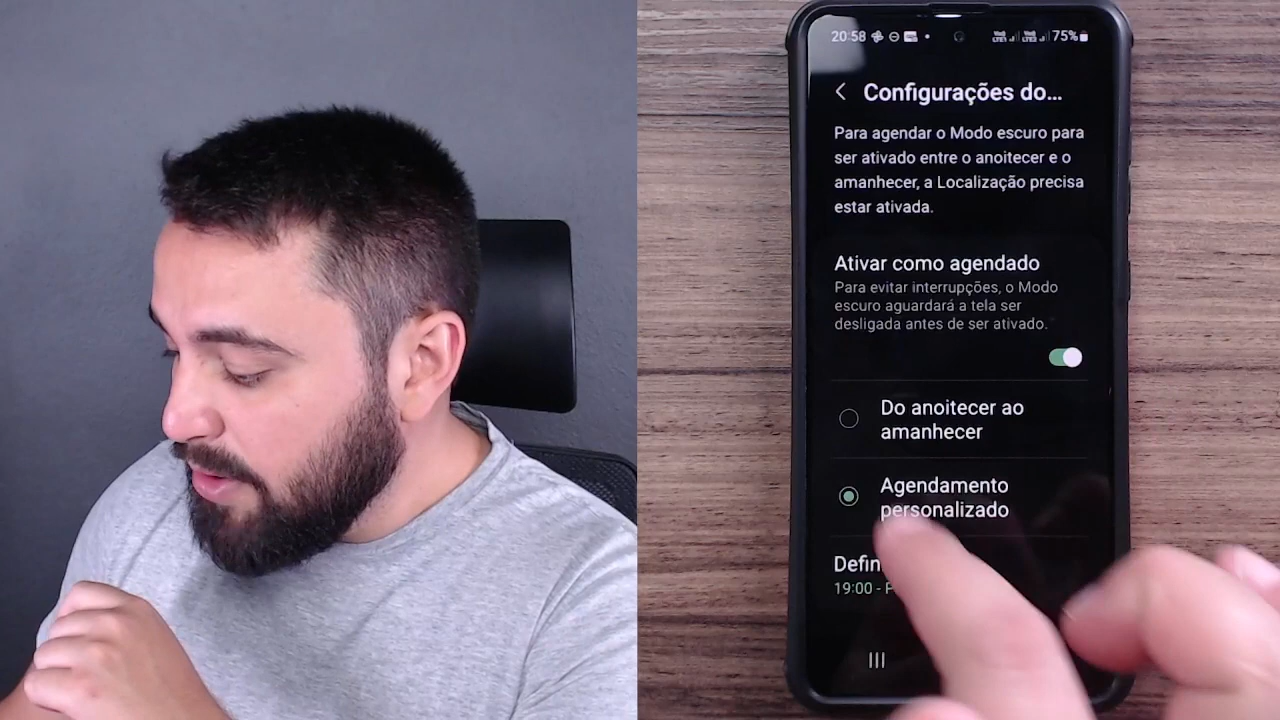 20:58 75%
Configurações do...
Para agendar o Modo escuro para
ser ativado entre o anoitecer e o
amanhecer, a Localização precisa
estar ativada.
Ativar como agendado
Para evitar interrupções, o Modo
escuro aguardará a tela ser
desligada antes de ser ativado.
Do anoitecer ao
amanhecer
Agendamento
personalizado
19:00 -